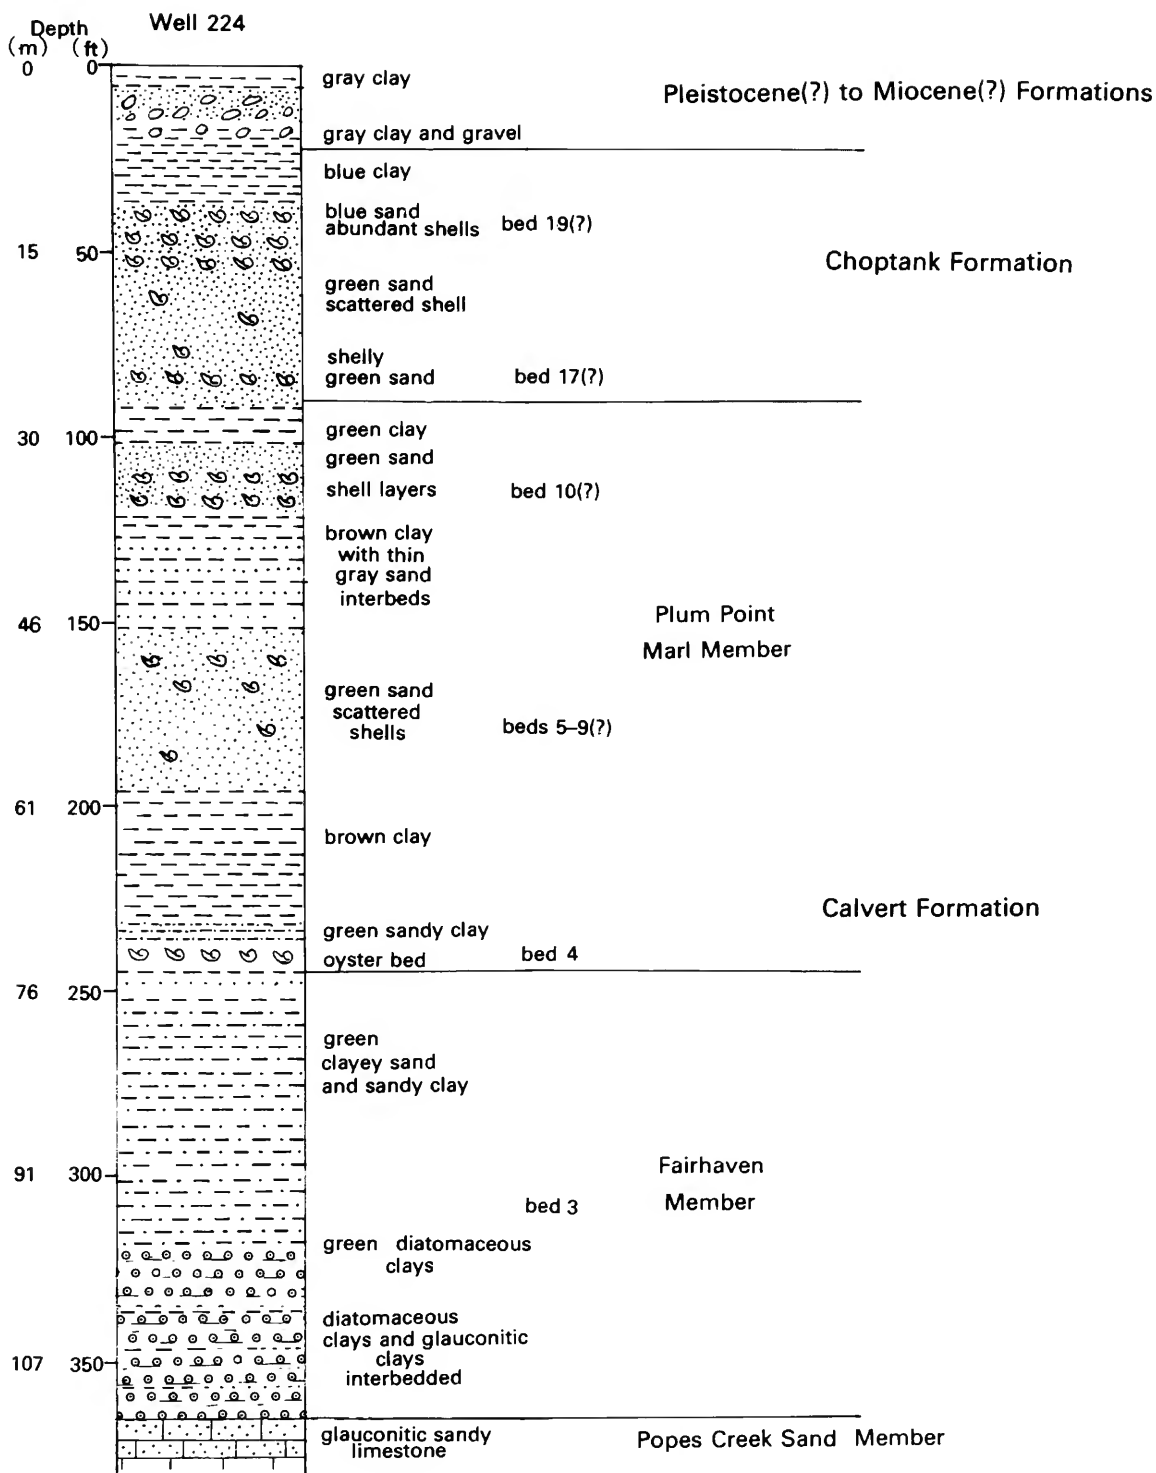 Well 224
Depth
(m) (ft)
0 0
gray clay
Pleistocene(?) to Miocene(?) Formations
gray clay and gravel
blue clay
blue sand
abundant shells
bed 19(?)
15 50
Choptank Formation
green sand
scattered shell
shelly
green sand
bed 17(?)
green clay
30 100
green sand
shell layers
bed 10(?)
brown clay
with thin
gray sand
interbeds
46 150
Plum Point
Marl Member
green sand
scattered
shells
beds 5–9(?)
61 200
brown clay
Calvert Formation
green sandy clay
oyster bed
bed 4
76 250
green
clayey sand
and sandy clay
91 300
Fairhaven
Member
bed 3
green diatomaceous
clays
diatomaceous
clays and glauconitic
clays
interbedded
107 350
glauconitic sandy
limestone
Popes Creek Sand Member